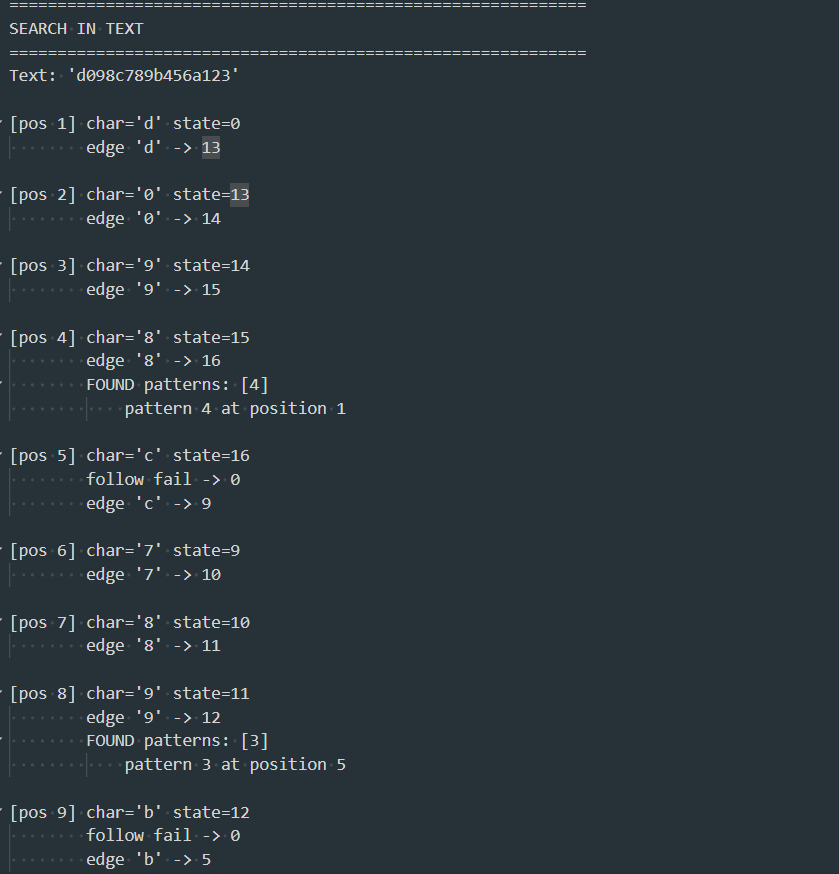 ============================================================
SEARCH IN TEXT
============================================================
Text: 'd098c789b456a123'
[pos 1] char='d' state=0
edge 'd' -> 13
[pos 2] char='0' state=13
edge '0' -> 14
[pos 3] char='9' state=14
edge '9' -> 15
[pos 4] char='8' state=15
edge '8' -> 16
FOUND patterns: [4]
pattern 4 at position 1
[pos 5] char='c' state=16
follow fail -> 0
edge 'c' -> 9
[pos 6] char='7' state=9
edge '7' -> 10
[pos 7] char='8' state=10
edge '8' -> 11
[pos 8] char='9' state=11
edge '9' -> 12
FOUND patterns: [3]
pattern 3 at position 5
[pos 9] char='b' state=12
follow fail -> 0
edge 'b' -> 5